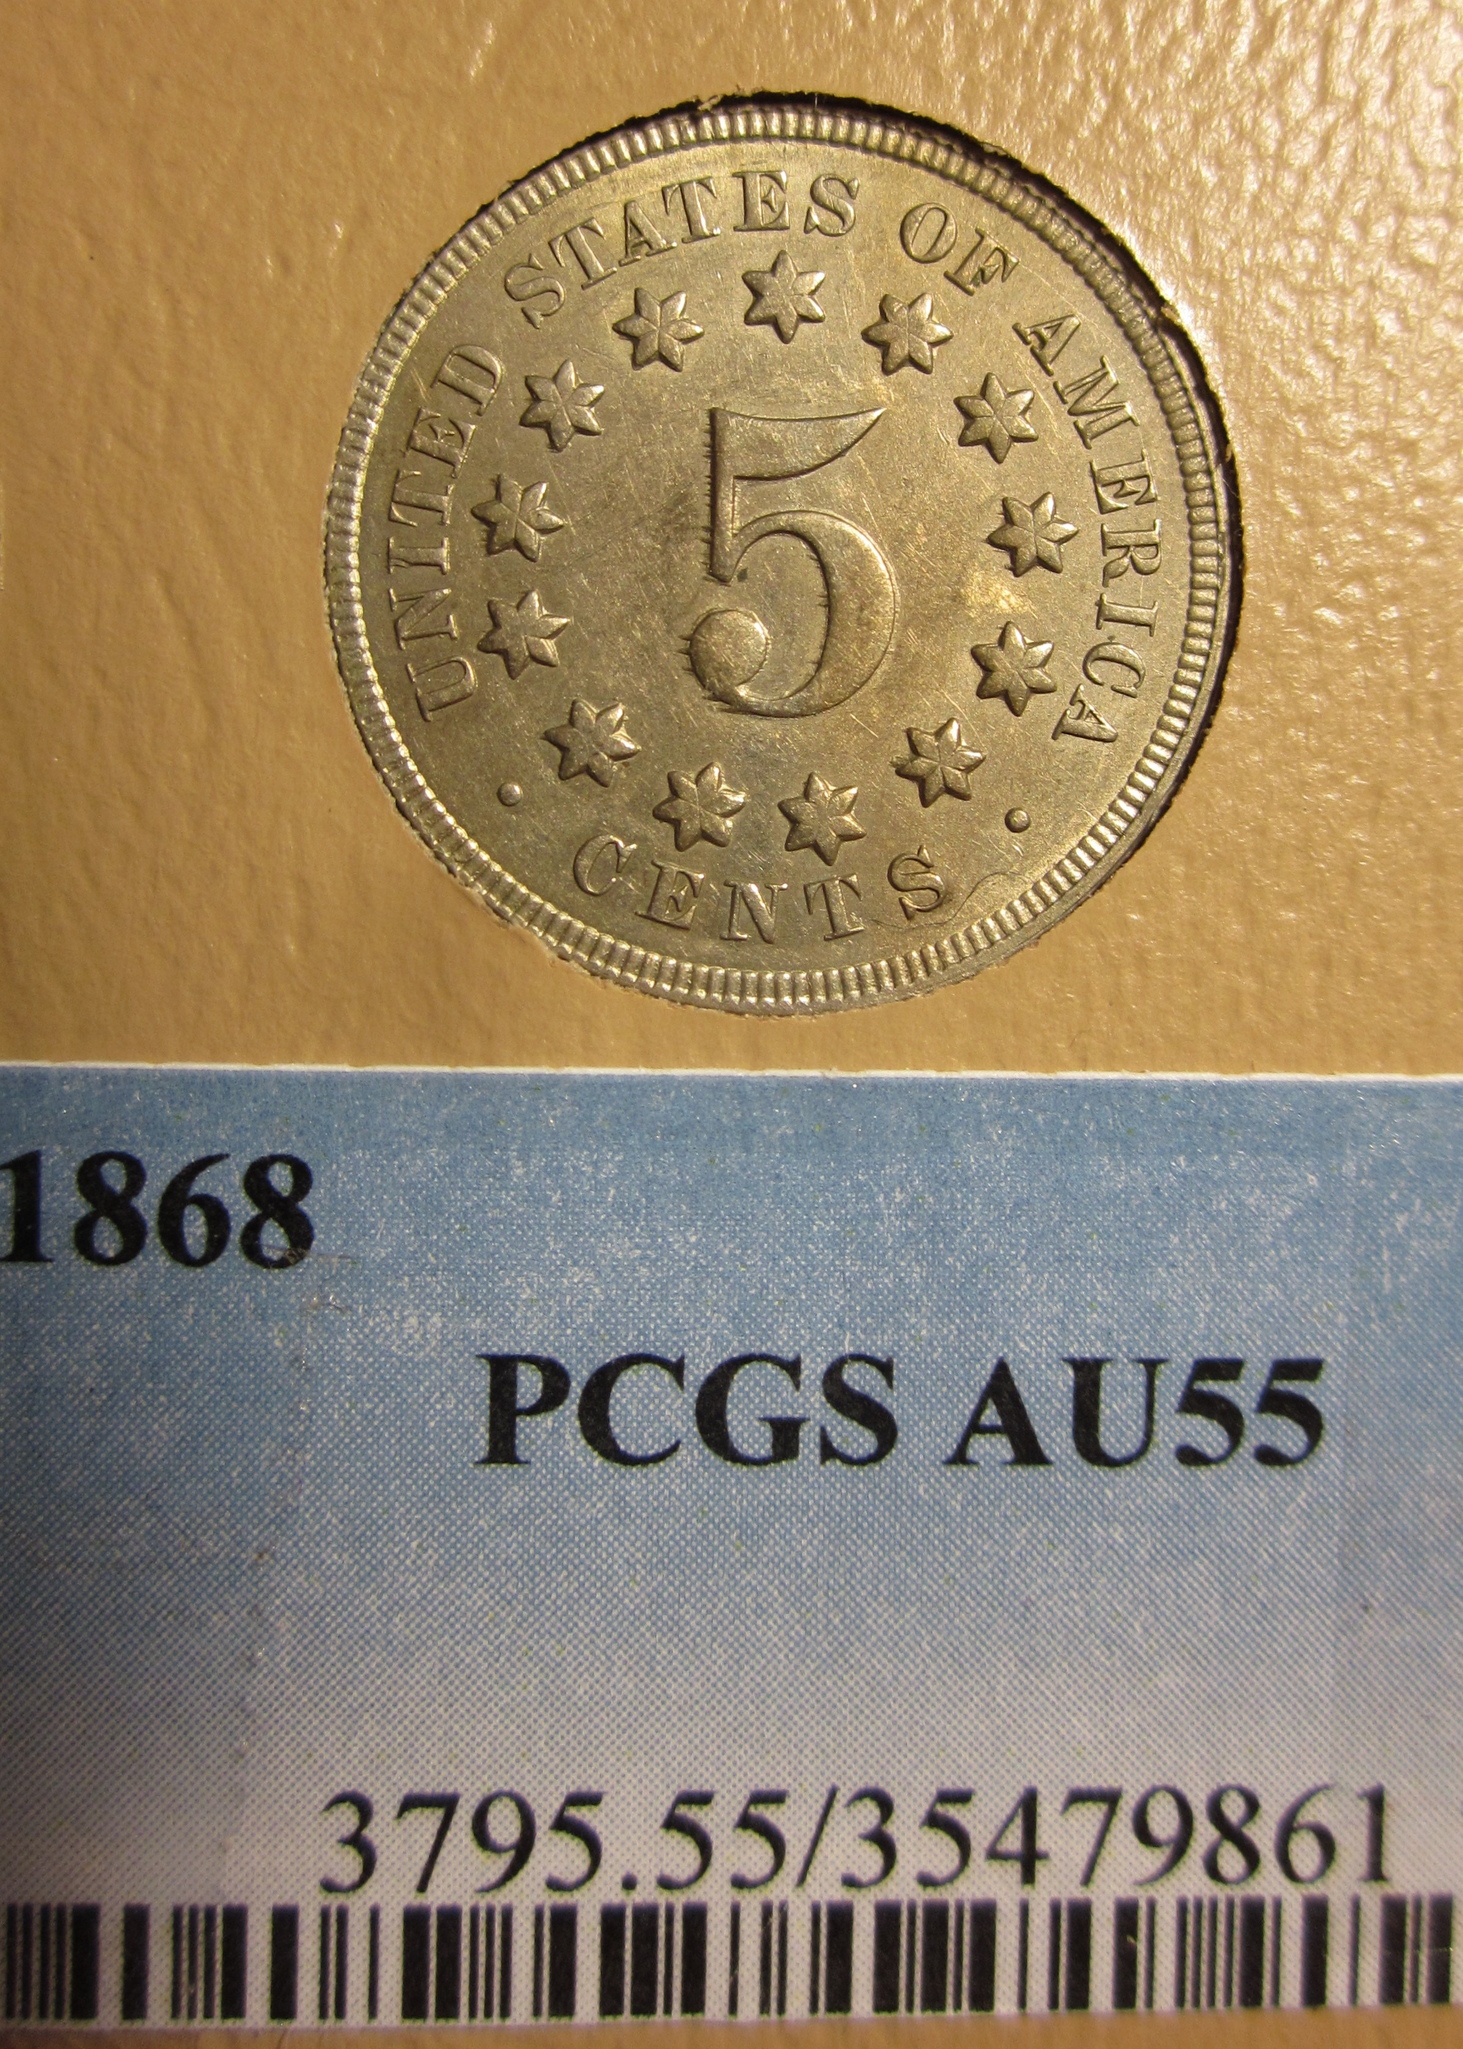 UNITED STATES OF AMERICA
5
• CENTS •
1868
PCGS AU55
3795.55/35479861